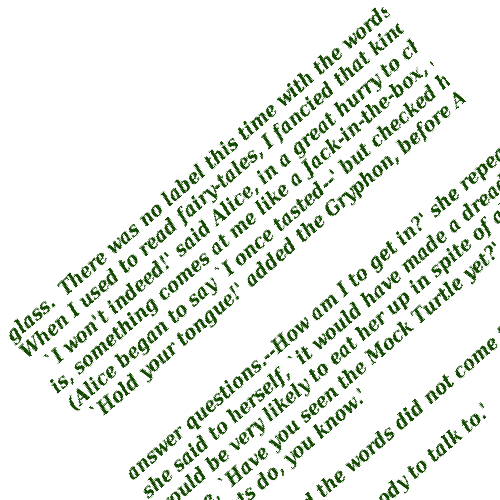 glass. There was no label this time with the words
When I used to read fairy-tales, I fancied that kind
`I won't indeed!' said Alice, in a great hurry to
is, something comes at me like a Jack-in-the-box,
(Alice began to say `I once tasted--' but checked
`Hold your tongue!' added the Gryphon, before A
answer questions.--How am I to get in?' she
she said to herself, `it would have made a
be very likely to eat her up in spite of
`Have you seen the Mock Turtle yet?'
do, you know.'
the words did not come
to talk to.'